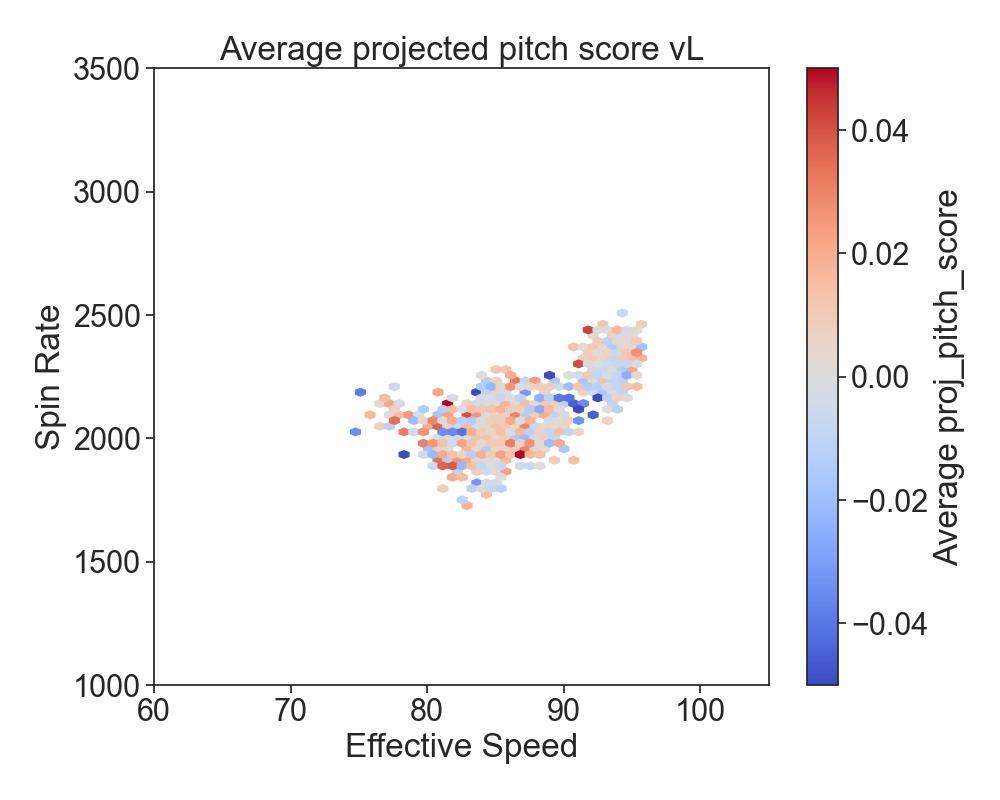 Average projected pitch score vL
3500
3000
2500
2000
1500
1000
Spin Rate
60 70 80 90 100
Effective Speed
0.04
0.02
0.00
−0.02
−0.04
Average proj_pitch_score